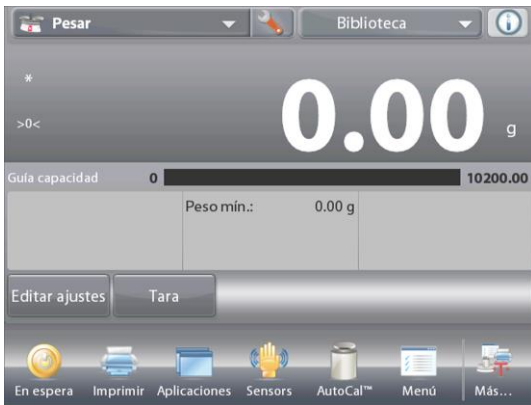 Pesar Biblioteca
*
>0<
0.00 g
Guía capacidad 0 10200.00
Peso mín.: 0.00 g
Editar ajustes Tara
En espera Imprimir Aplicaciones Sensors AutoCal™ Menú Más...